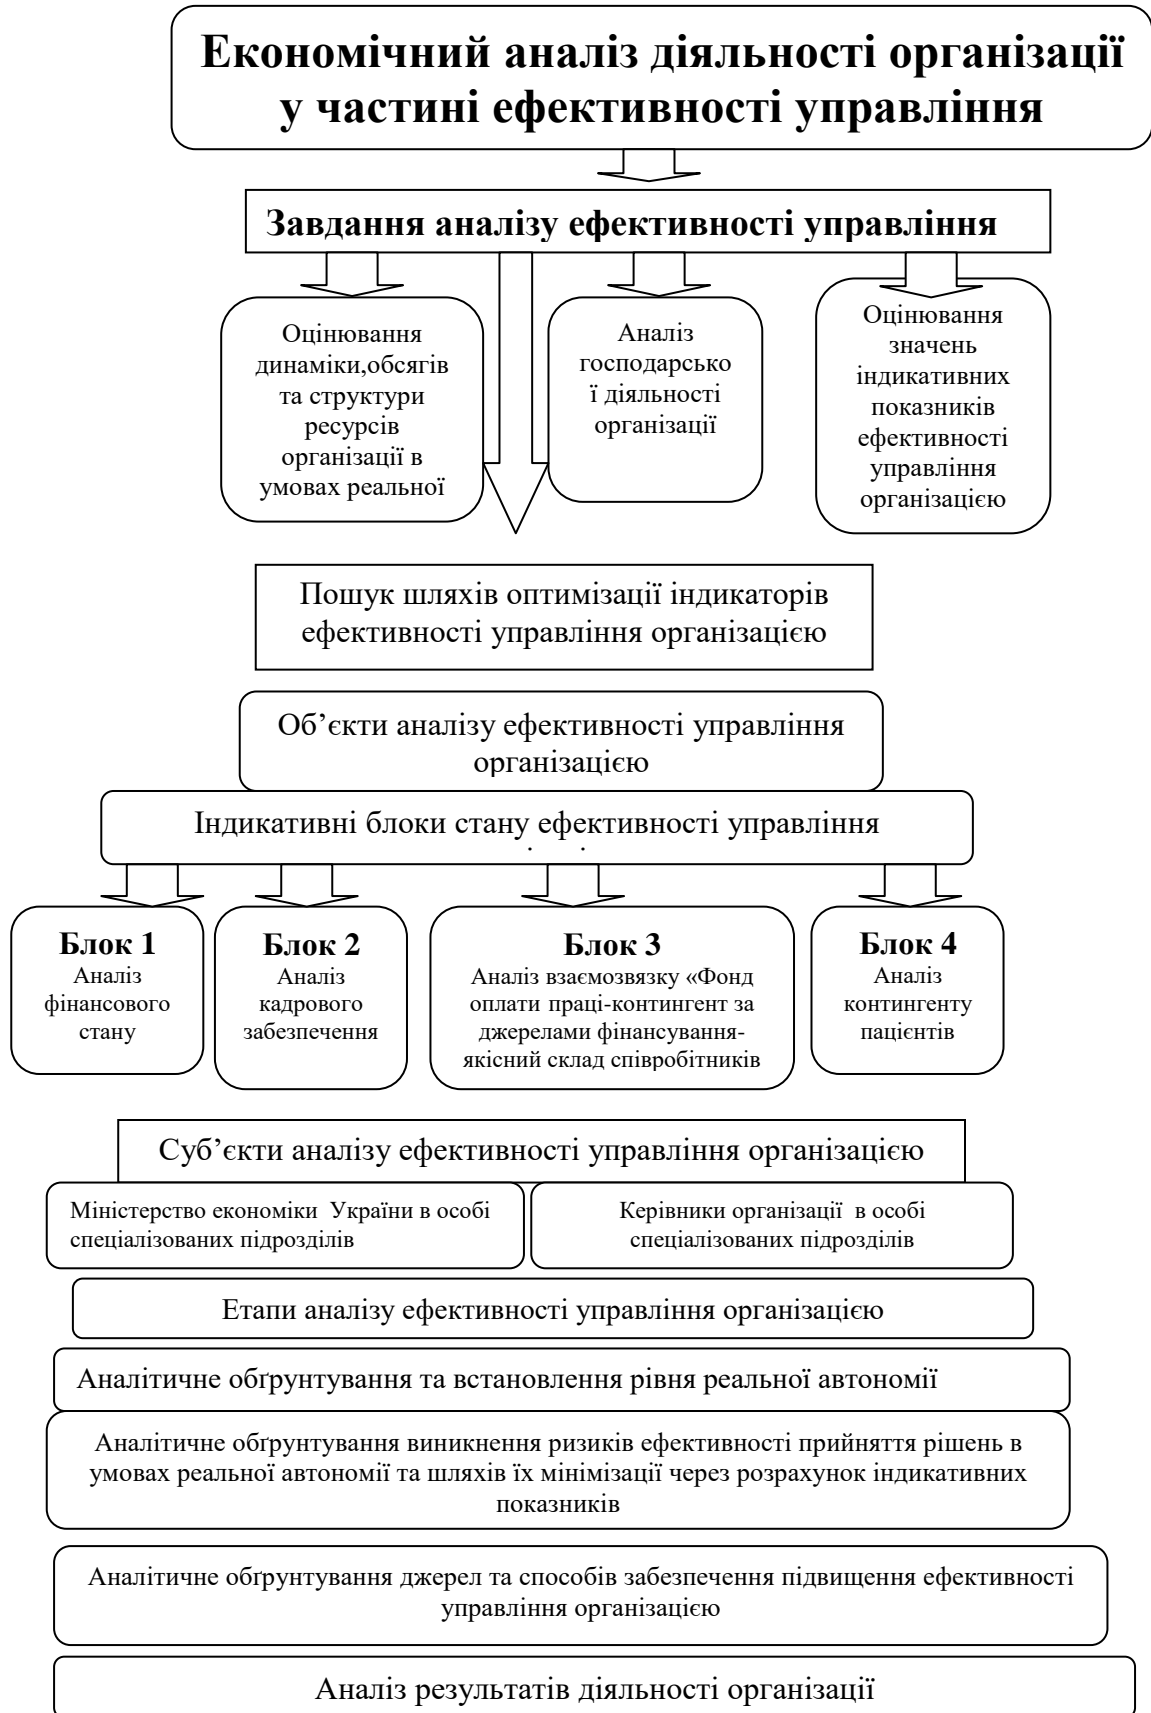 Економічний аналіз діяльності організації
у частині ефективності управління
Завдання аналізу ефективності управління
Оцінювання
динаміки,обсягів
та структури
ресурсів
організації в
умовах реальної
Аналіз
господарсько
ї діяльності
організації
Оцінювання
значень
індикативних
показників
ефективності
управління
організацією
Пошук шляхів оптимізації індикаторів
ефективності управління організацією
Об’єкти аналізу ефективності управління
організацією
Індикативні блоки стану ефективності управління
Блок 1
Аналіз
фінансового
стану
Блок 2
Аналіз
кадрового
забезпечення
Блок 3
Аналіз взаємозвязку «Фонд
оплати праці-контингент за
джерелами фінансування-
якісний склад співробітників
Блок 4
Аналіз
контингенту
пацієнтів
Суб’єкти аналізу ефективності управління організацією
Міністерство економіки України в особі
спеціалізованих підрозділів
Керівники організації в особі
спеціалізованих підрозділів
Етапи аналізу ефективності управління організацією
Аналітичне обґрунтування та встановлення рівня реальної автономії
Аналітичне обґрунтування виникнення ризиків ефективності прийняття рішень в
умовах реальної автономії та шляхів їх мінімізації через розрахунок індикативних
показників
Аналітичне обґрунтування джерел та способів забезпечення підвищення ефективності
управління організацією
Аналіз результатів діяльності організації